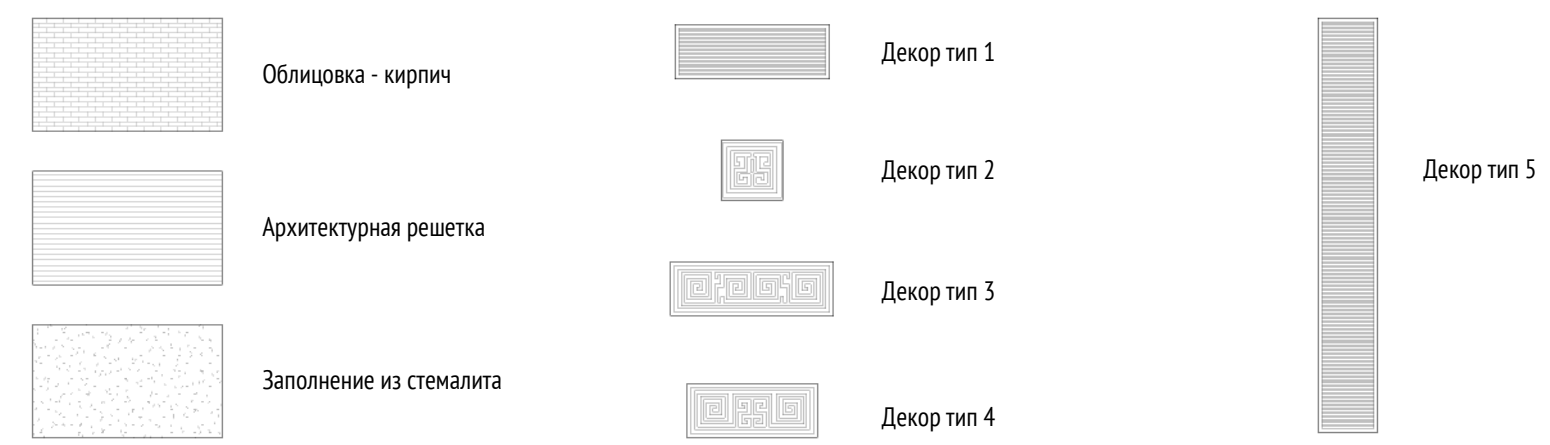 Облицовка - кирпич
Архитектурная решетка
Заполнение из стемалита
Декор тип 1
Декор тип 2
Декор тип 3
Декор тип 4
Декор тип 5